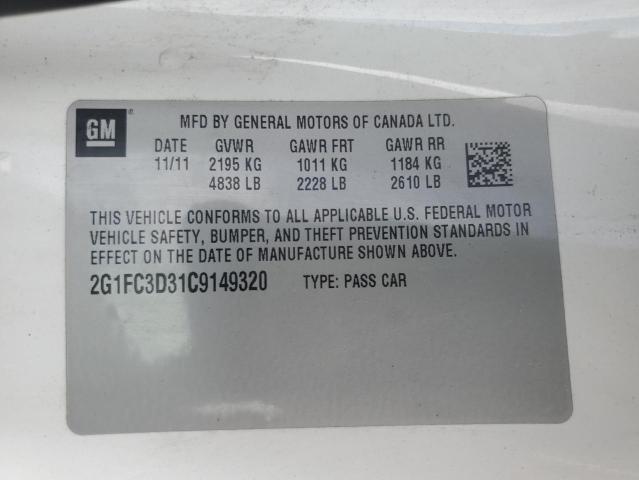 GM ®
MFD BY GENERAL MOTORS OF CANADA LTD.
DATE GVWR GAWR FRT GAWR RR
11/11 2195 KG 1011 KG 1184 KG
4838 LB 2228 LB 2610 LB
THIS VEHICLE CONFORMS TO ALL APPLICABLE U.S. FEDERAL MOTOR
VEHICLE SAFETY, BUMPER, AND THEFT PREVENTION STANDARDS IN
EFFECT ON THE DATE OF MANUFACTURE SHOWN ABOVE.
2G1FC3D31C9149320 TYPE: PASS CAR